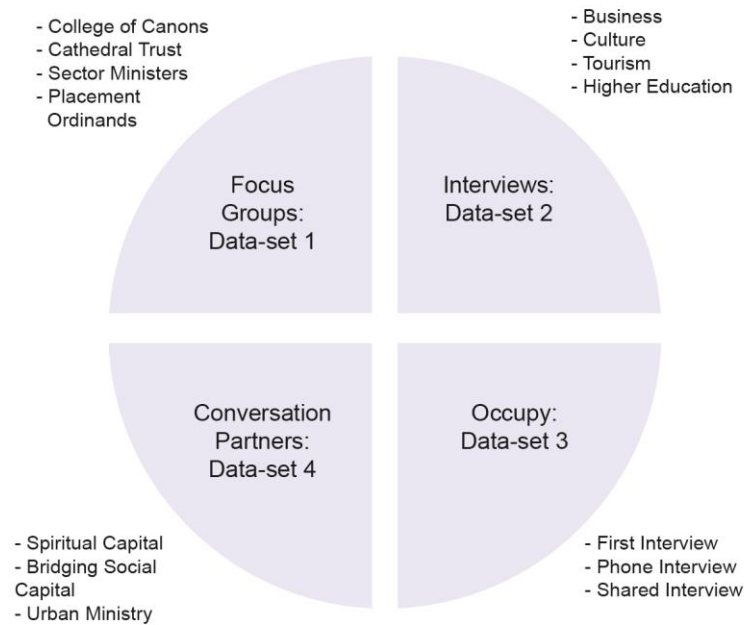 - College of Canons
- Cathedral Trust
- Sector Ministers
- Placement
Ordinands
- Business
- Culture
- Tourism
- Higher Education
Focus
Groups:
Data-set 1
Interviews:
Data-set 2
Conversation
Partners:
Data-set 4
Occupy:
Data-set 3
- Spiritual Capital
- Bridging Social
Capital
- Urban Ministry
- First Interview
- Phone Interview
- Shared Interview